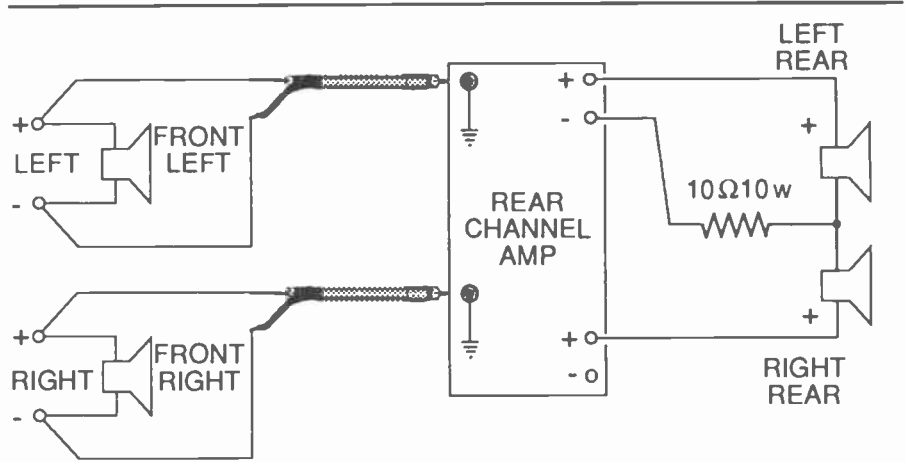 LEFT
REAR
+
LEFT
-
FRONT
LEFT
+
-
REAR
CHANNEL
AMP
+
10Ω10w
+
RIGHT
REAR
+
RIGHT
-
FRONT
RIGHT
+
-